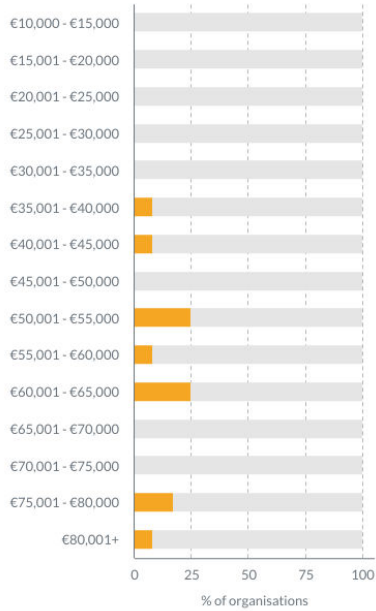 €10,000 - €15,000
€15,001 - €20,000
€20,001 - €25,000
€25,001 - €30,000
€30,001 - €35,000
€35,001 - €40,000
€40,001 - €45,000
€45,001 - €50,000
€50,001 - €55,000
€55,001 - €60,000
€60,001 - €65,000
€65,001 - €70,000
€70,001 - €75,000
€75,001 - €80,000
€80,001+
0 25 50 75 100
% of organisations